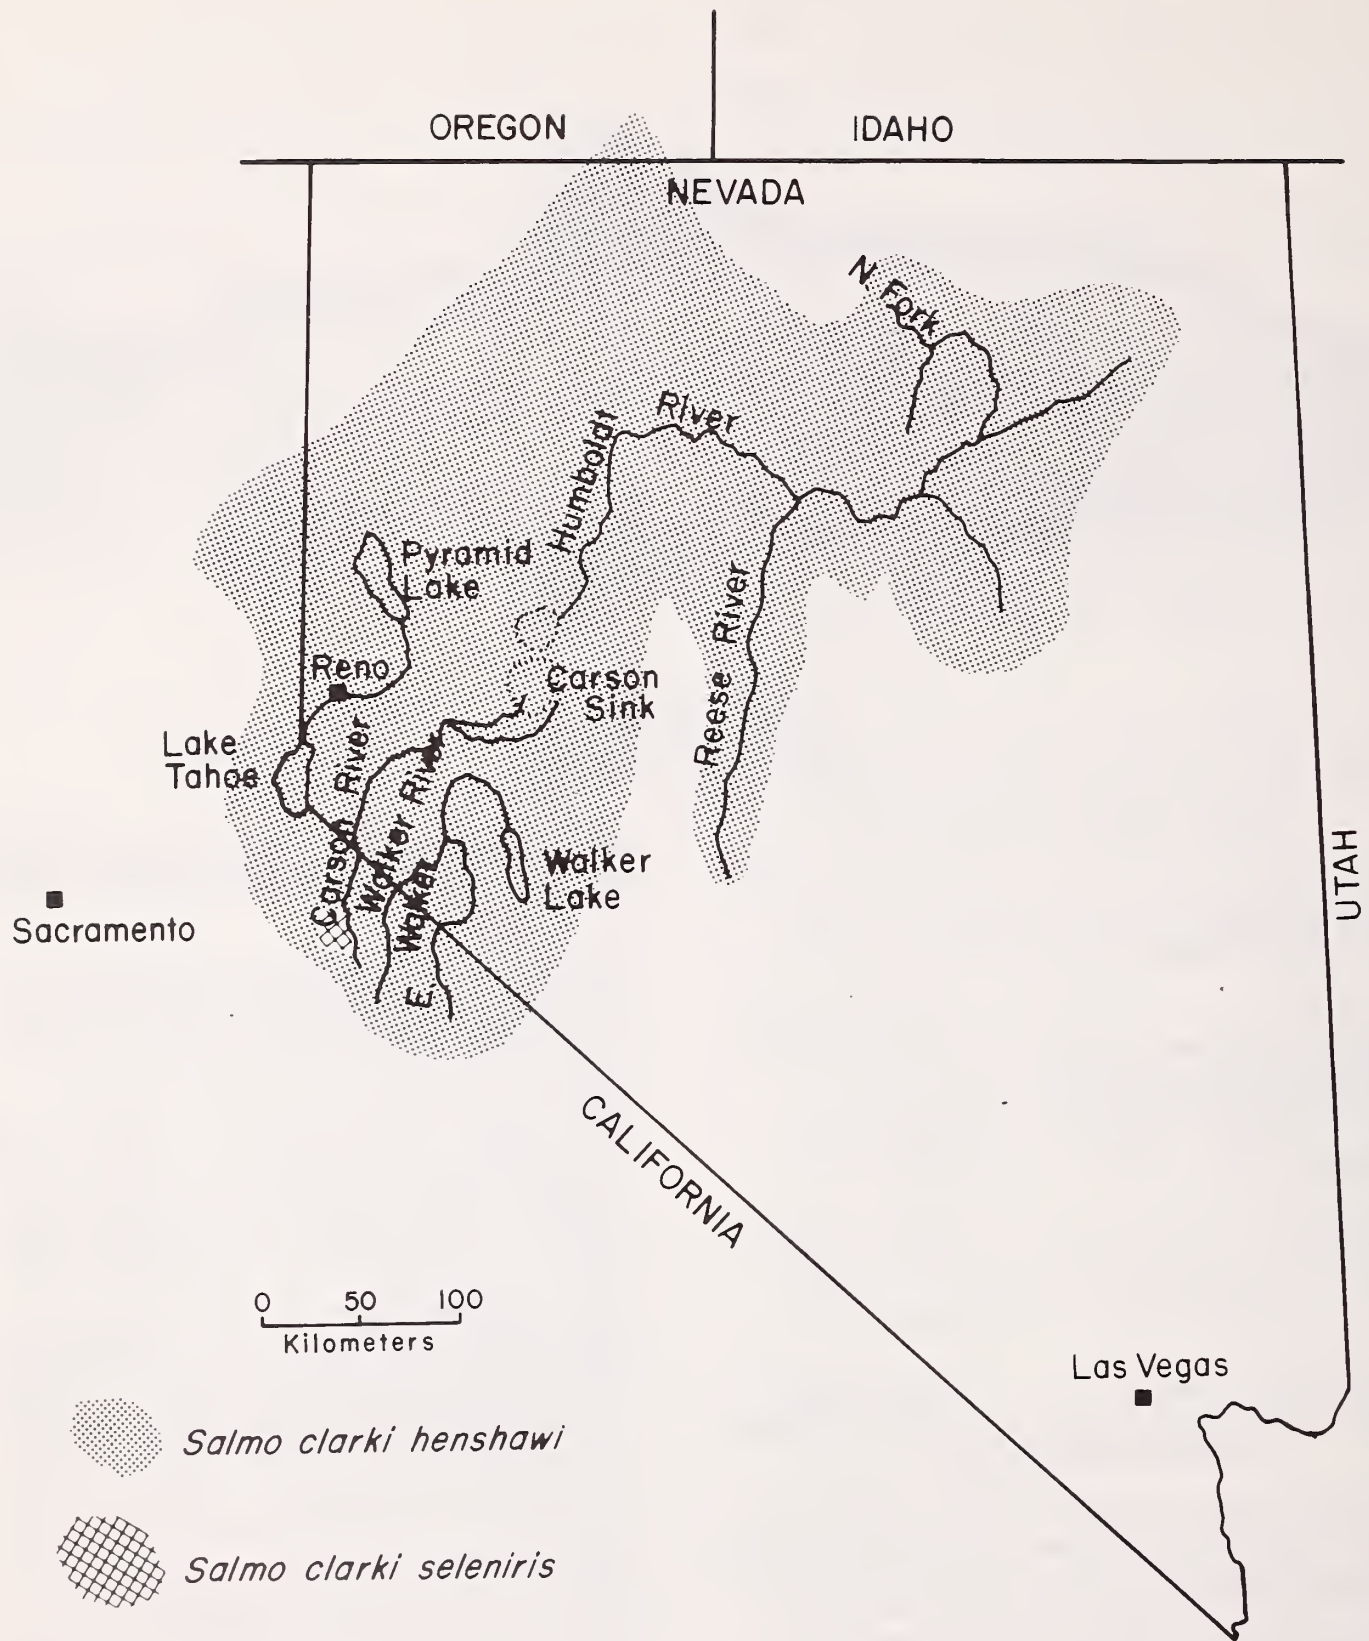 OREGON
IDAHO
NEVADA
N. Fork
River
Humboldt
Pyramid
Lake
Reese River
Reno
Carson
Sink
Lake
Tahoe
Carson River
Walker River
E. Walker
Walker
Lake
Sacramento
UTAH
CALIFORNIA
0 50 100
Kilometers
Las Vegas
Salmo clarki henshawi
Salmo clarki seleniris